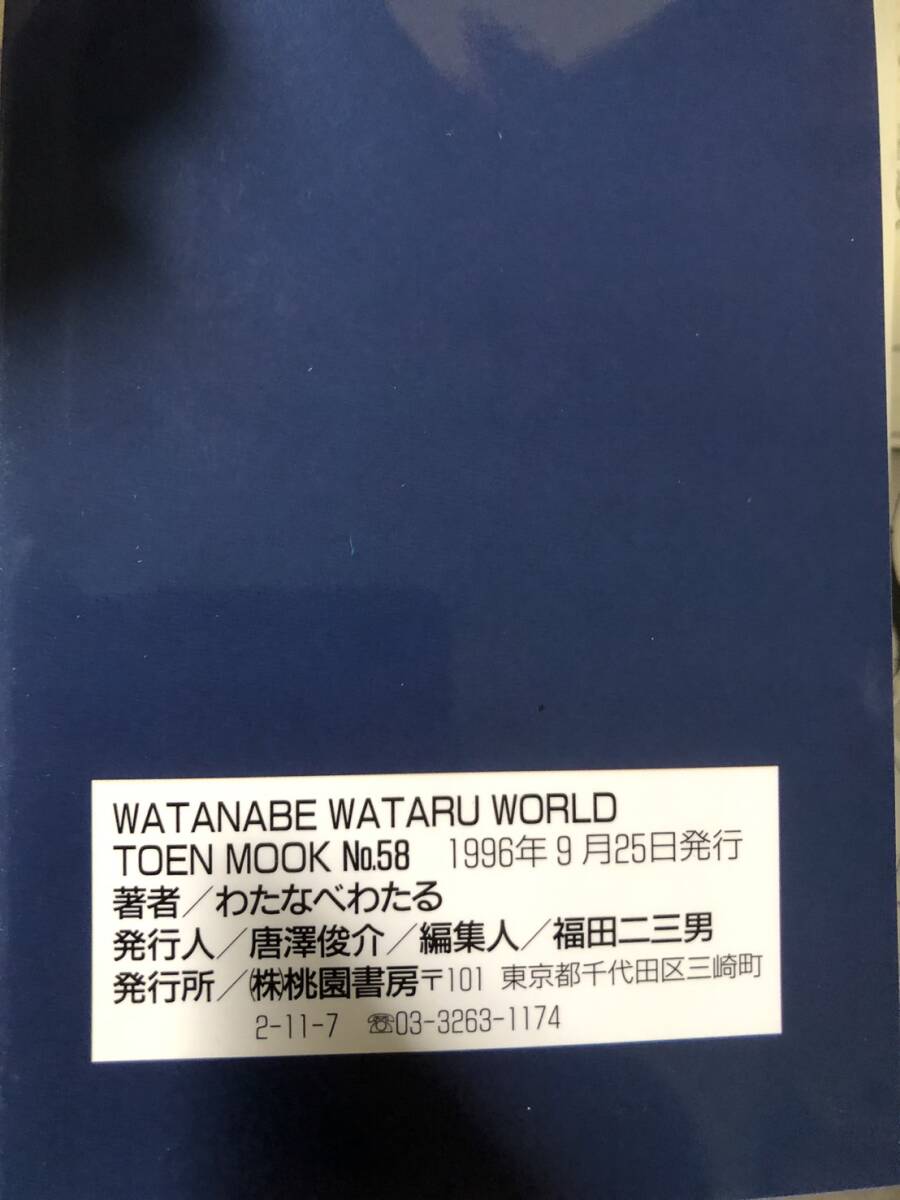 WATANABE WATARU WORLD
TOEN MOOK No.58 1996年9月25日発行
著者／わたなべわたる
発行人／唐澤俊介／編集人／福田二三男
発行所／㈱桃園書房〒101 東京都千代田区三崎町
2-11-7 ☎03-3263-1174